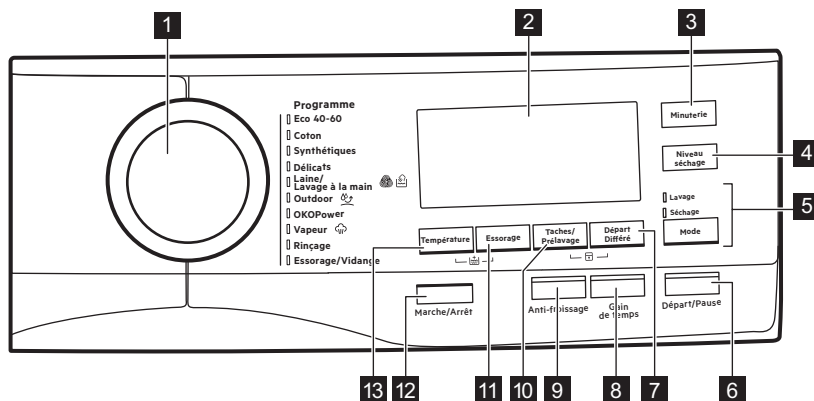 1
2
3
Programme
Eco 40-60
Coton
Synthétiques
Délicats
Laine/
Lavage à la main
Outdoor
OKOPower
Vapeur
Rinçage
Essorage/Vidange
Minuterie
Niveau
séchage
4
Lavage
Séchage
Mode
5
Température
Essorage
Taches/
Prélavage
Départ
Différé
Marche/Arrêt
Anti-froissage
Gain
de temps
Départ/Pause
13
12
11
10
9
8
7
6